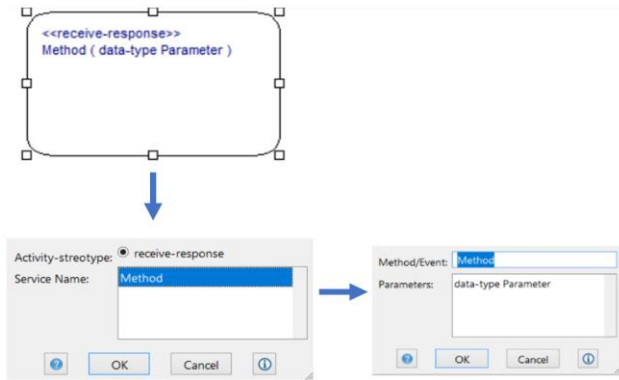 <<receive-response>>
Method ( data-type Parameter )
Activity-streotype: receive-response
Service Name: Method
OK Cancel
Method/Event: Method
Parameters: data-type Parameter
OK Cancel